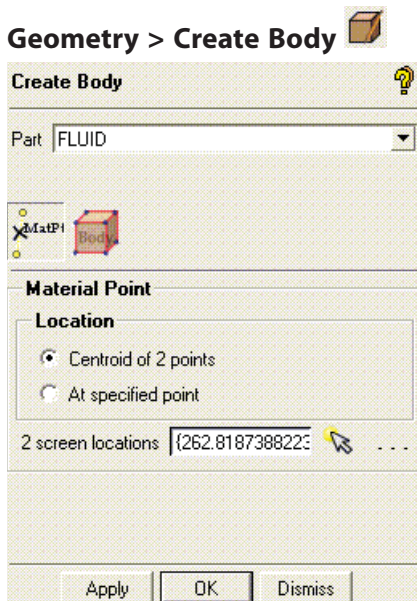 Geometry > Create Body
Create Body
Part FLUID
MatPt Body
Material Point
Location
Centroid of 2 points
At specified point
2 screen locations {262.8187388223 ...
Apply OK Dismiss